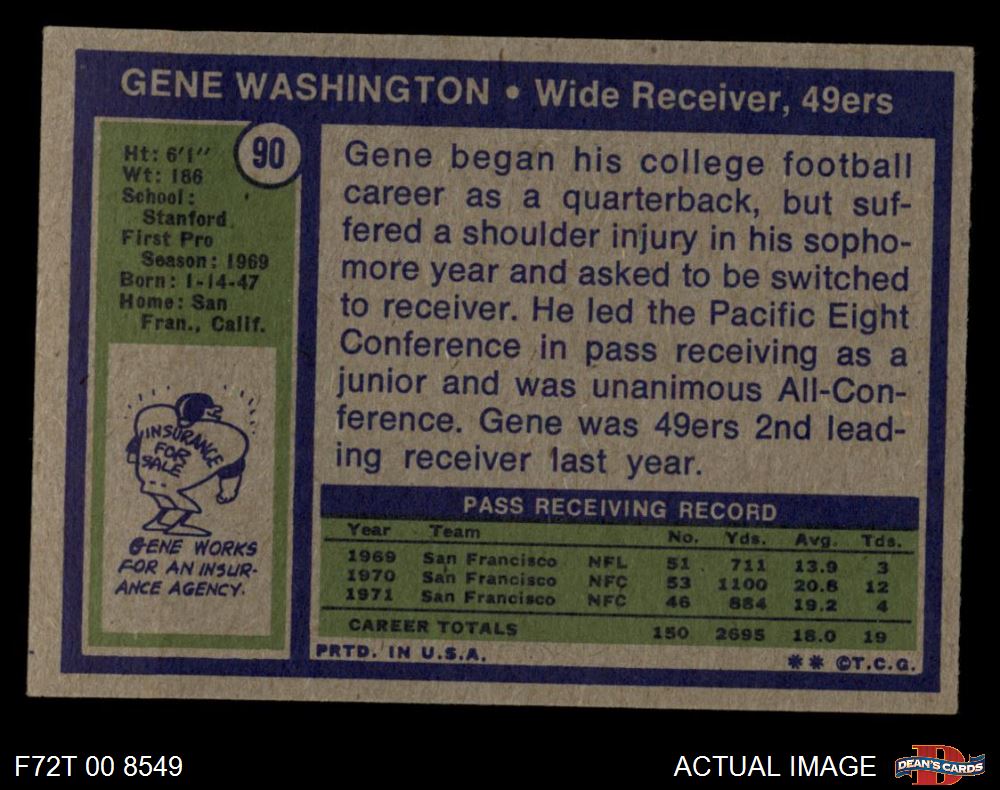 GENE WASHINGTON • Wide Receiver, 49ers
90
Ht: 6'1''
Wt: 186
School:
Stanford
First Pro
Season: 1969
Born: 1-14-47
Home: San
Fran., Calif.
INSURANCE
FOR
SALE
GENE WORKS
FOR AN INSUR-
ANCE AGENCY.
Gene began his college football
career as a quarterback, but suf-
fered a shoulder injury in his sopho-
more year and asked to be switched
to receiver. He led the Pacific Eight
Conference in pass receiving as a
junior and was unanimous All-Con-
ference. Gene was 49ers 2nd lead-
ing receiver last year.
PASS RECEIVING RECORD
Year Team No. Yds. Avg. Tds.
1969 San Francisco NFL 51 711 13.9 3
1970 San Francisco NFC 53 1100 20.8 12
1971 San Francisco NFC 46 884 19.2 4
CAREER TOTALS 150 2695 18.0 19
PRTD. IN U.S.A. ** ©T.C.G.
F72T 00 8549
ACTUAL IMAGE
D
DEAN'S CARDS